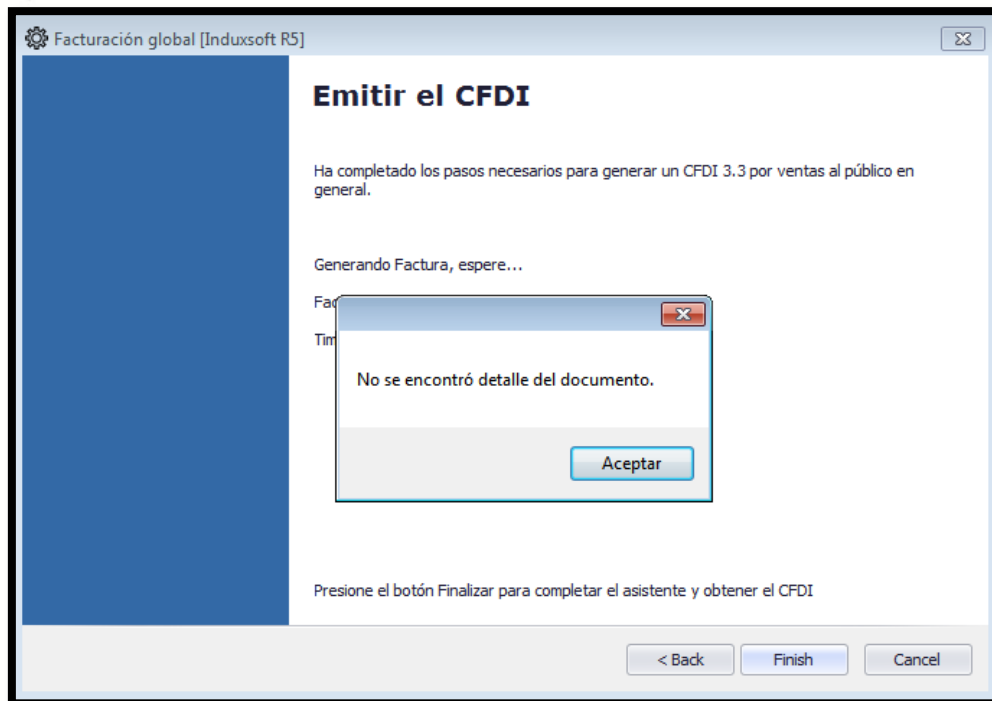 Facturación global [Induxsoft R5]
Emitir el CFDI
Ha completado los pasos necesarios para generar un CFDI 3.3 por ventas al público en
general.
Generando Factura, espere...
Fac
Tim
No se encontró detalle del documento.
Aceptar
Presione el botón Finalizar para completar el asistente y obtener el CFDI
< Back Finish Cancel